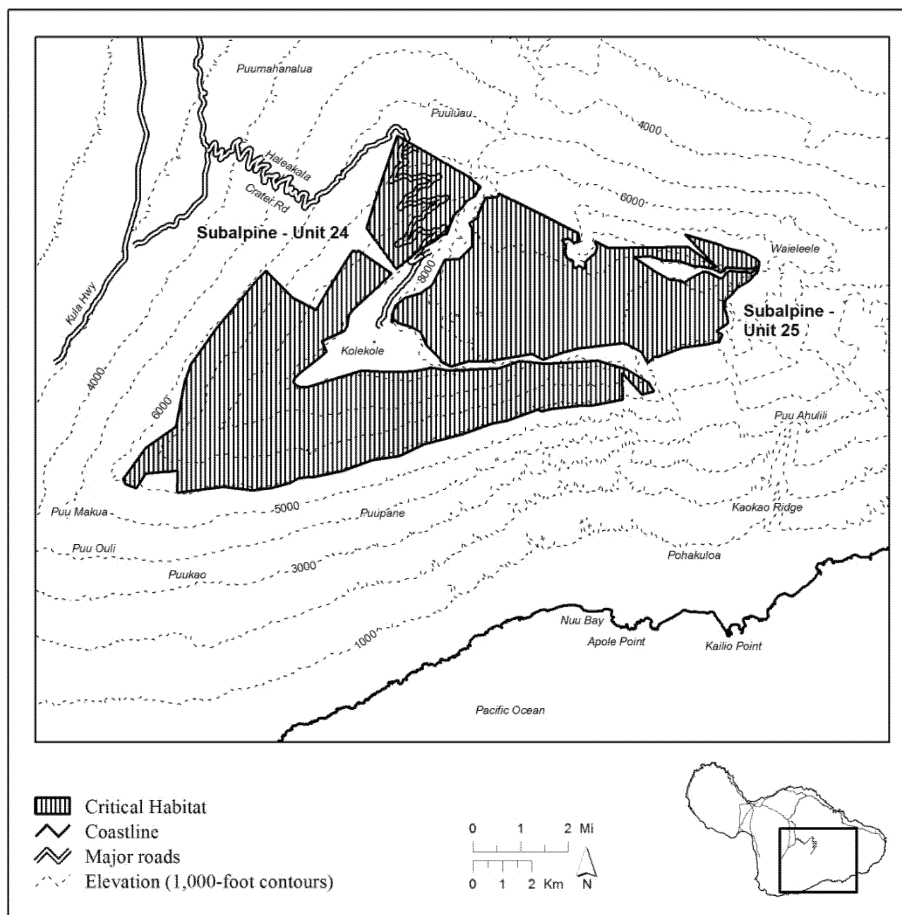 Puumahanalua
Puuluau
4000
Haleakala
Crater Rd
6000
Subalpine - Unit 24
Waieleele
8000
Kula Hwy
Subalpine -
Unit 25
Kolekole
4000
6000
Puu Ahulili
5000
Puu Makua
Puupane
Kaokao Ridge
Puu Ouli
3000
Pohakuloa
Puukao
1000
Nuu Bay
Apole Point
Kailio Point
Pacific Ocean
Critical Habitat
Coastline
Major roads
Elevation (1,000-foot contours)
0 1 2 Mi
0 1 2 Km
N